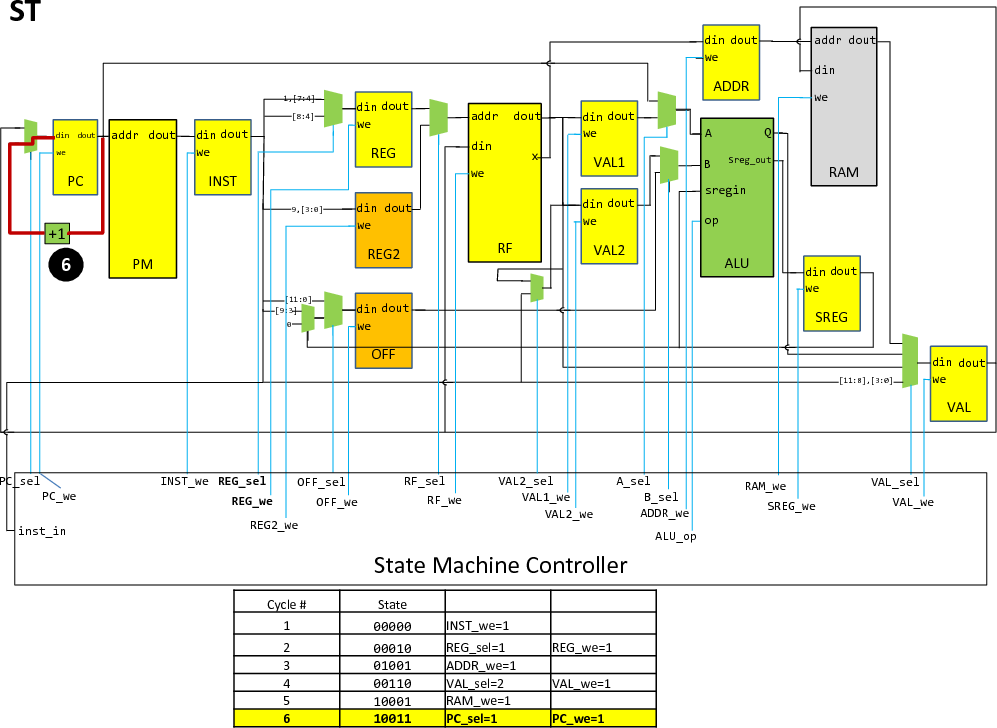 ST
din dout
we
PC
+1
6
addr dout
PM
din dout
we
INST
1,[7:4]
[8:4]
9,[3:0]
[11:0]
[9:3]
0
din dout
we
REG
din dout
we
REG2
din dout
we
OFF
addr dout
din
x
we
RF
din dout
we
VAL1
din dout
we
VAL2
din dout
we
ADDR
A Q
Sreg_out
B
sregin
op
ALU
addr dout
din
we
RAM
din dout
we
SREG
[11:8],[3:0]
din dout
we
VAL
PC_sel
PC_we
INST_we
REG_sel
REG_we
REG2_we
OFF_sel
OFF_we
RF_sel
RF_we
VAL2_sel
VAL1_we
VAL2_we
A_sel
B_sel
ADDR_we
ALU_op
RAM_we
SREG_we
VAL_sel
VAL_we
inst_in
State Machine Controller
Cycle # State
1 00000 INST_we=1
2 00010 REG_sel=1 REG_we=1
3 01001 ADDR_we=1
4 00110 VAL_sel=2 VAL_we=1
5 10001 RAM_we=1
6 10011 PC_sel=1 PC_we=1